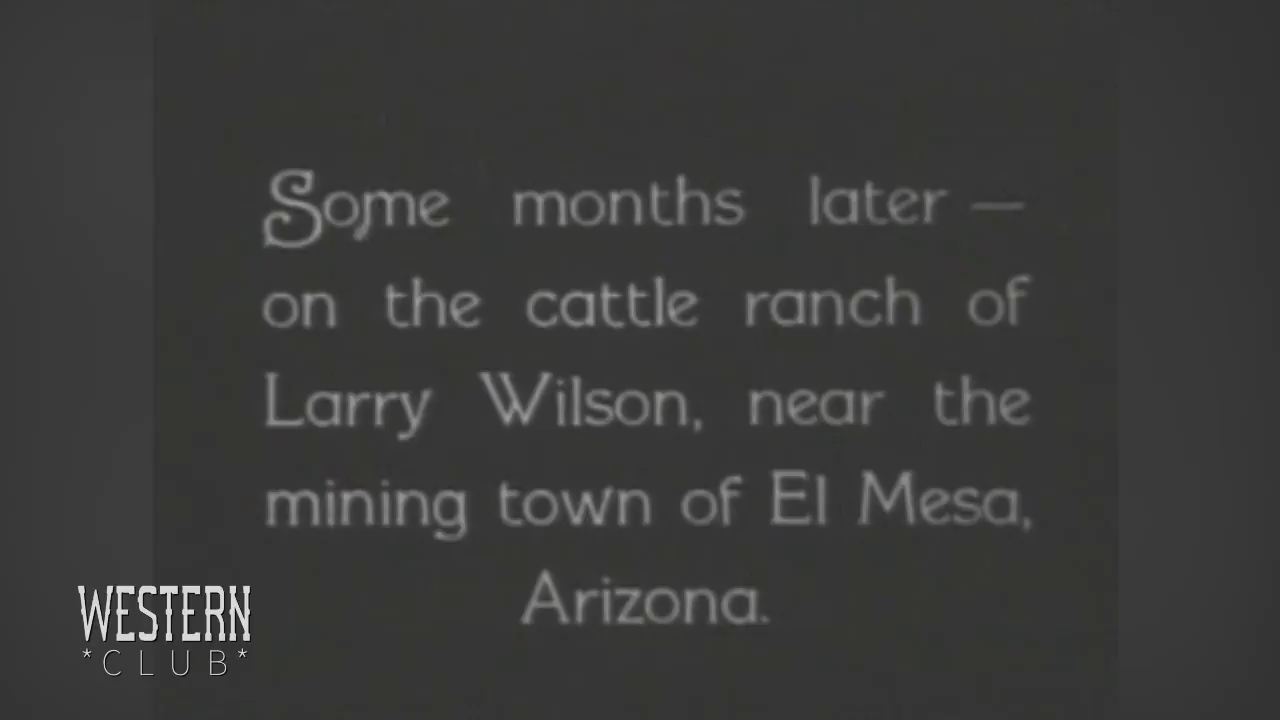 Some months later —
on the cattle ranch of
Larry Wilson, near the
mining town of El Mesa,
Arizona.
WESTERN
*CLUB*